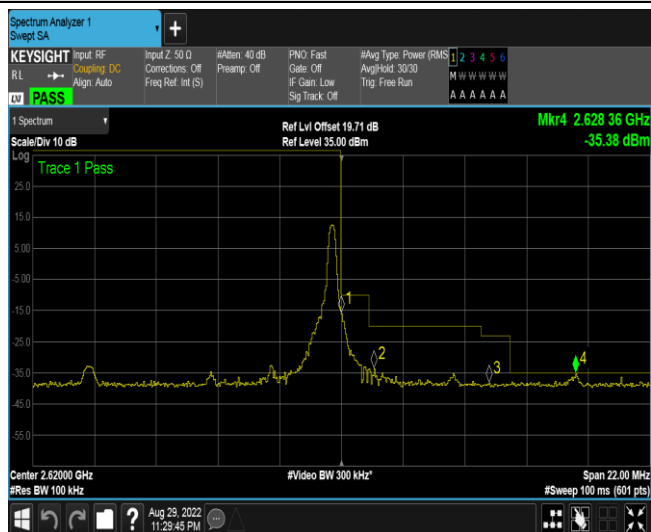 Spectrum Analyzer 1
Swept SA
+
KEYSIGHT
RL
LXI PASS
Input: RF
Coupling: DC
Align: Auto
Input Z: 50 Ω
Corrections: Off
Freq Ref: Int (S)
#Atten: 40 dB
Preamp: Off
PNO: Fast
Gate: Off
IF Gain: Low
Sig Track: Off
#Avg Type: Power (RMS
Avg|Hold: 30/30
Trig: Free Run
1 2 3 4 5 6
M W W W W W
A A A A A A
1 Spectrum
Scale/Div 10 dB
Ref Lvl Offset 19.71 dB
Ref Level 35.00 dBm
Mkr4 2.628 36 GHz
-35.38 dBm
Log
Trace 1 Pass
25.0
15.0
5.00
-5.00
-15.0
-25.0
-35.0
-45.0
-55.0
1
2
3
4
Center 2.62000 GHz
#Res BW 100 kHz
#Video BW 300 kHz*
Span 22.00 MHz
#Sweep 100 ms (601 pts)
?
Aug 29, 2022
11:29:45 PM